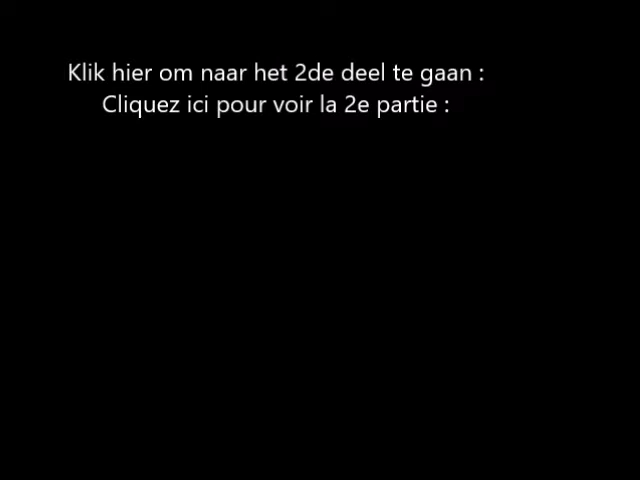 Klik hier om naar het 2de deel te gaan :
Cliquez ici pour voir la 2e partie :